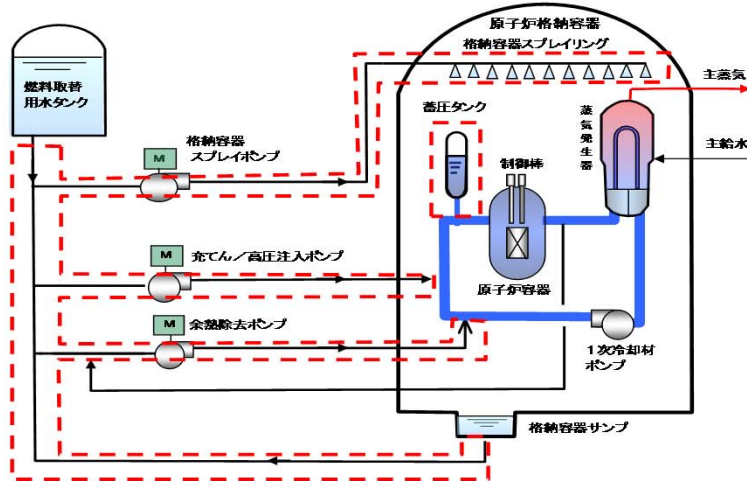 原子炉格納容器
格納容器スプレイリング
主蒸気
燃料取替
用水タンク
蓄圧タンク
蒸気発生器
格納容器
スプレイポンプ
M
制御棒
主給水
充てん／高圧注入ポンプ
M
原子炉容器
余熱除去ポンプ
M
1次冷却材
ポンプ
格納容器サンプ